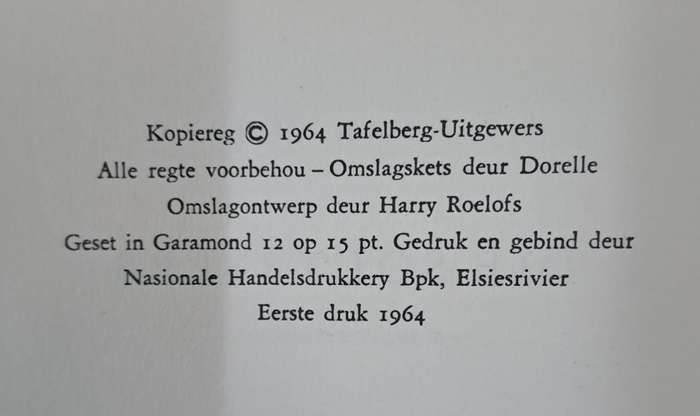 Kopiereg © 1964 Tafelberg-Uitgewers
Alle regte voorbehou – Omslagskets deur Dorelle
Omslagontwerp deur Harry Roelofs
Geset in Garamond 12 op 15 pt. Gedruk en gebind deur
Nasionale Handelsdrukkery Bpk, Elsiesrivier
Eerste druk 1964